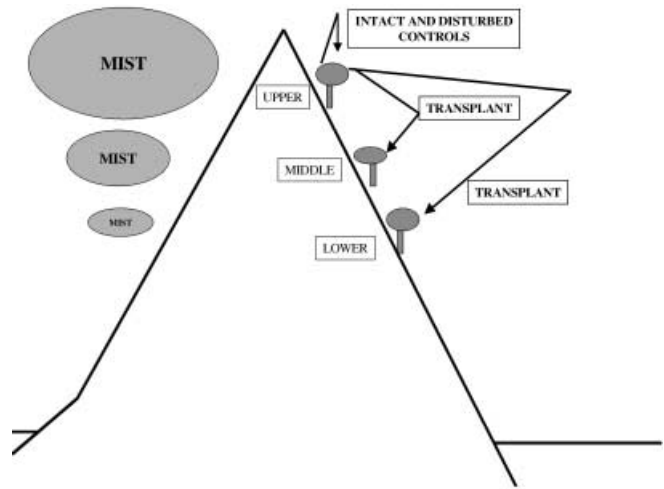 MIST
INTACT AND DISTURBED
CONTROLS
UPPER
TRANSPLANT
MIST
MIDDLE
TRANSPLANT
MIST
LOWER